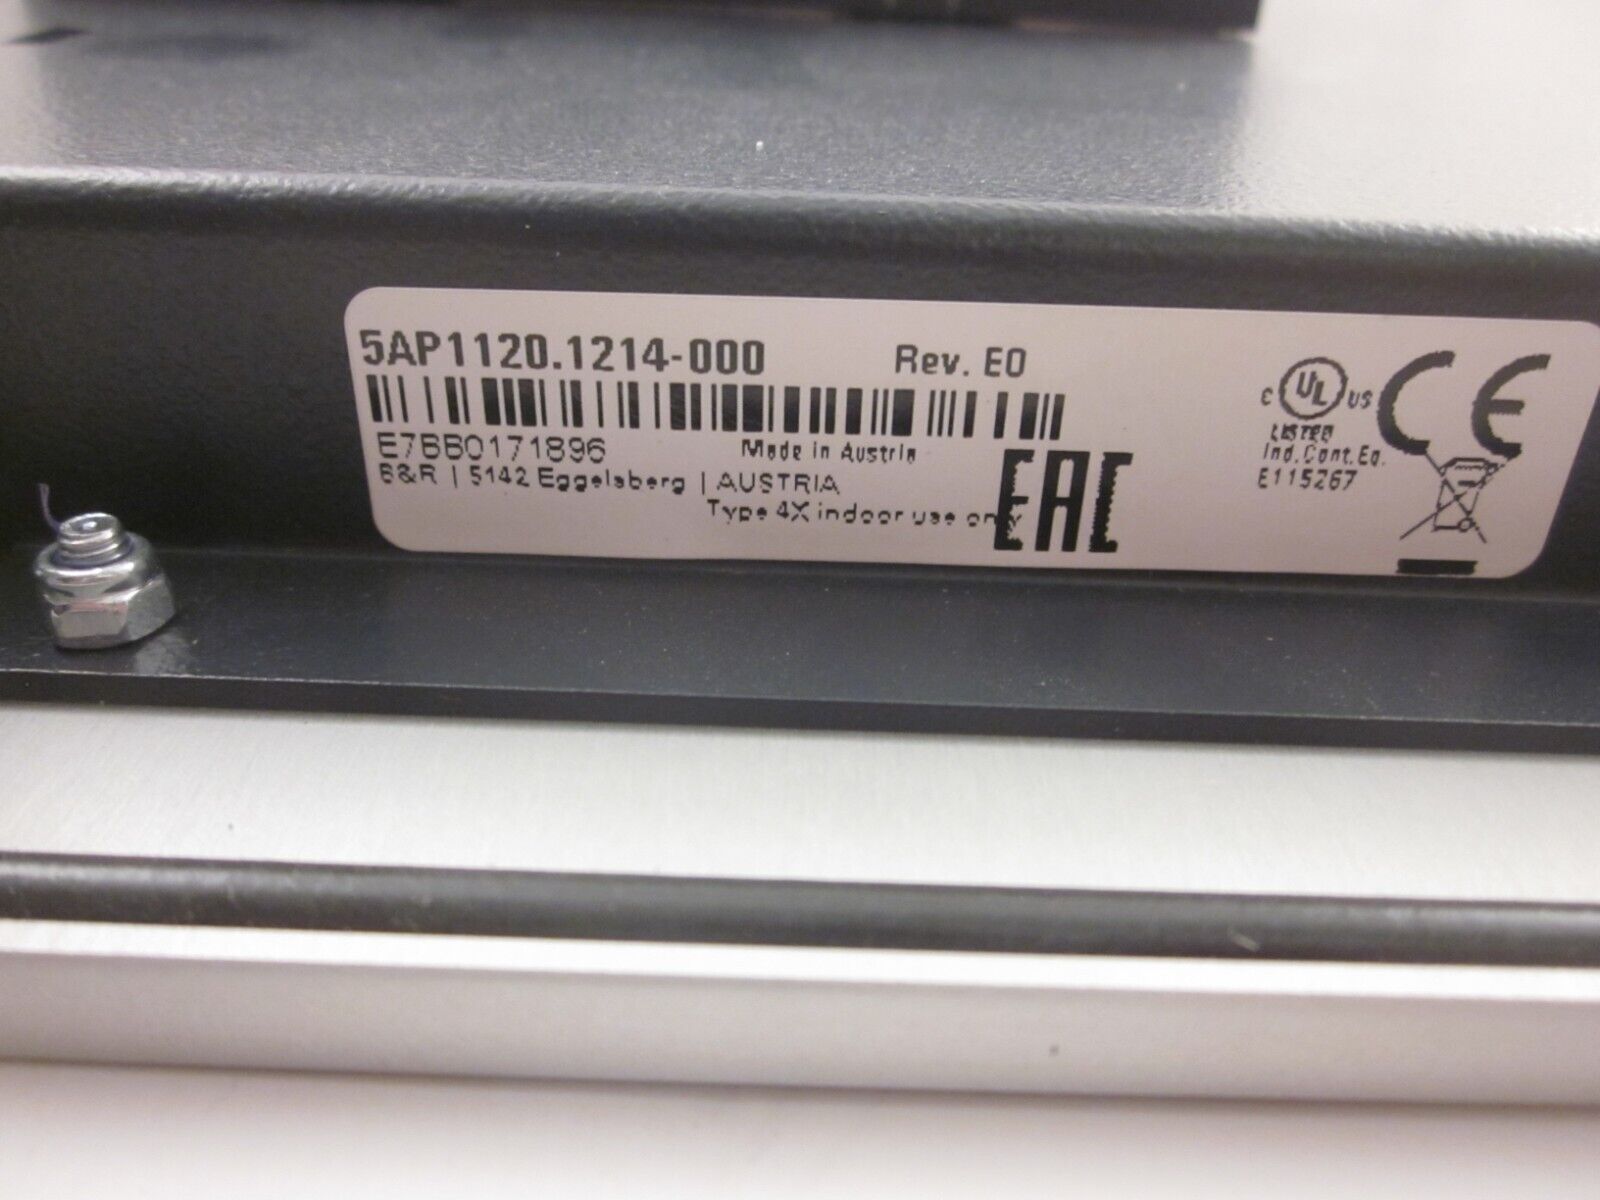 5AP1120.1214-000 Rev. E0
E7BB0171896 Made in Austria
B&R | 5142 Eggelsberg | AUSTRIA
Type 4X indoor use only
EAC
C UL US
LISTED
Ind. Cont. Eq.
E115267
CE